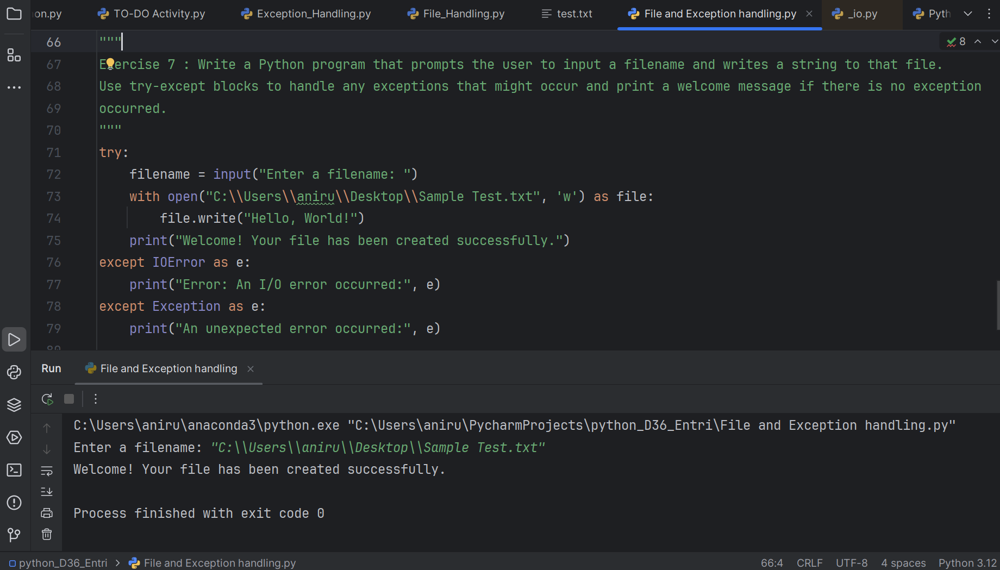 on.py TO-DO Activity.py Exception_Handling.py File_Handling.py test.txt File and Exception handling.py _io.py Pyth
66 """ 8
67 Exercise 7 : Write a Python program that prompts the user to input a filename and writes a string to that file.
68 Use try-except blocks to handle any exceptions that might occur and print a welcome message if there is no exception
69 occurred.
70 """
71 try:
72 filename = input("Enter a filename: ")
73 with open("C:\\Users\\aniru\\Desktop\\Sample Test.txt", 'w') as file:
74 file.write("Hello, World!")
75 print("Welcome! Your file has been created successfully.")
76 except IOError as e:
77 print("Error: An I/O error occurred:", e)
78 except Exception as e:
79 print("An unexpected error occurred:", e)
80
Run File and Exception handling
C:\Users\aniru\anaconda3\python.exe "C:\Users\aniru\PycharmProjects\python_D36_Entri\File and Exception handling.py"
Enter a filename: "C:\\Users\\aniru\\Desktop\\Sample Test.txt"
Welcome! Your file has been created successfully.
Process finished with exit code 0
python_D36_Entri > File and Exception handling.py 66:4 CRLF UTF-8 4 spaces Python 3.12